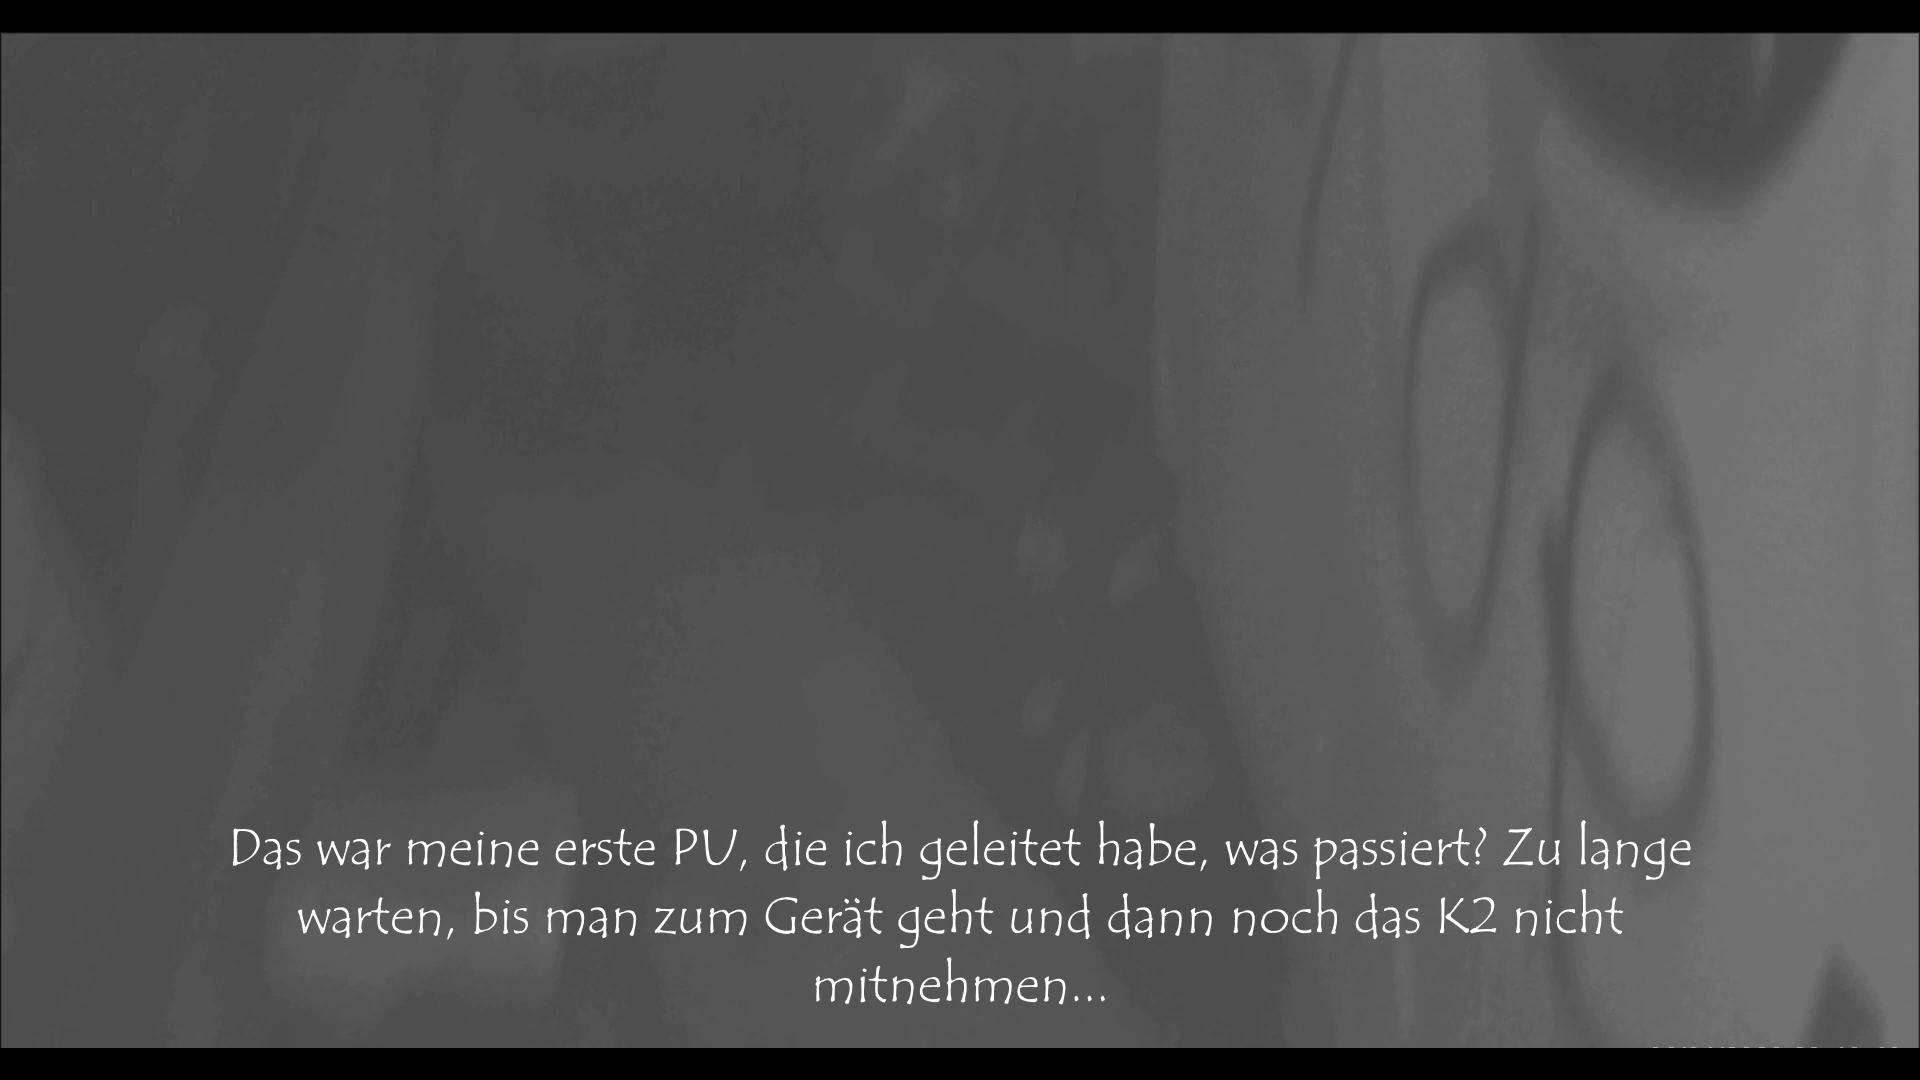 Das war meine erste PU, die ich geleitet habe, was passiert? Zu lange
warten, bis man zum Gerät geht und dann noch das K2 nicht
mitnehmen...